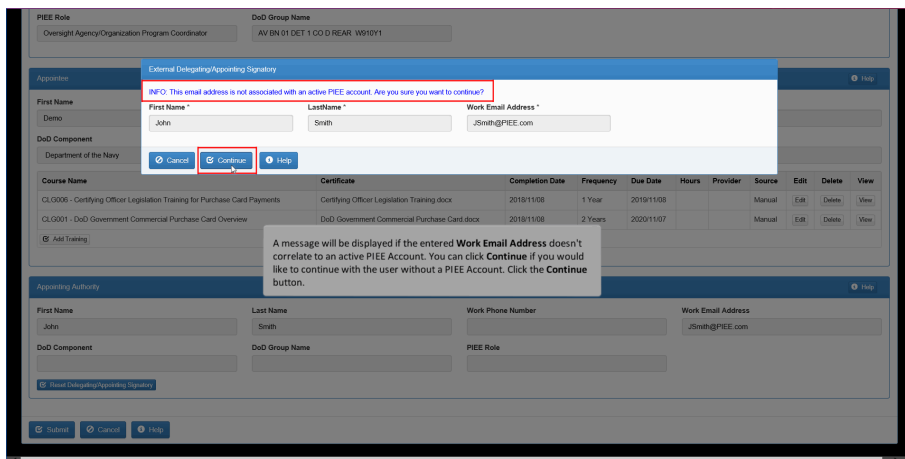 PIEE Role DoD Group Name
Oversight Agency/Organization Program Coordinator AV BN 01 DET 1 CO D REAR W910Y1
External Delegating/Appointing Signatory
Appointee Help
INFO: This email address is not associated with an active PIEE account. Are you sure you want to continue?
First Name First Name * LastName * Work Email Address *
Demo John Smith JSmith@PIEE.com
DoD Component
Department of the Navy Cancel Continue Help
Course Name Certificate Completion Date Frequency Due Date Hours Provider Source Edit Delete View
CLG006 - Certifying Officer Legislation Training for Purchase Card Payments Certifying Officer Legislation Training.docx 2018/11/08 1 Year 2019/11/08 Manual Edit Delete View
CLG001 - DoD Government Commercial Purchase Card Overview DoD Government Commercial Purchase Card.docx 2018/11/08 2 Years 2020/11/07 Manual Edit Delete View
Add Training
A message will be displayed if the entered Work Email Address doesn't
correlate to an active PIEE Account. You can click Continue if you would
like to continue with the user without a PIEE Account. Click the Continue
button.
Appointing Authority Help
First Name Last Name Work Phone Number Work Email Address
John Smith JSmith@PIEE.com
DoD Component DoD Group Name PIEE Role
Reset Delegating/Appointing Signatory
Submit Cancel Help